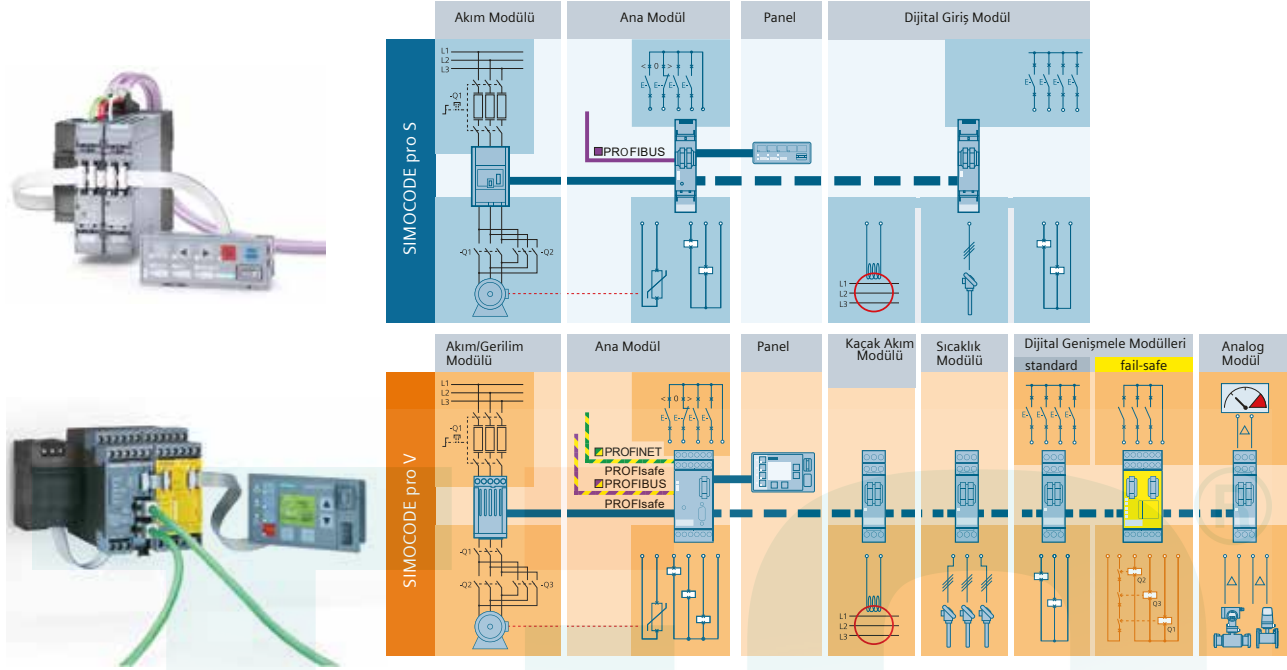 Akım Modülü
Ana Modül
Panel
Dijital Giriş Modül
SIMOCODE pro S
L1
L2
L3
-Q1
< 0 >
E-
E--
E-
E-
E-
E-
E-
E-
PROFIBUS
-Q1
-Q2
L1
L2
L3
Akım/Gerilim
Modülü
Ana Modül
Panel
Kaçak Akım
Modülü
Sıcaklık
Modülü
Dijital Genişmele Modülleri
standard
fail-safe
Analog
Modül
SIMOCODE pro V
L1
L2
L3
-Q1
< 0 >
E-
E--
E-
E-
E-
E-
E-
E-
PROFINET
PROFIsafe
PROFIBUS
PROFIsafe
-Q1
-Q2
-Q3
L1
L2
L3
Q2
Q3
Q1
R